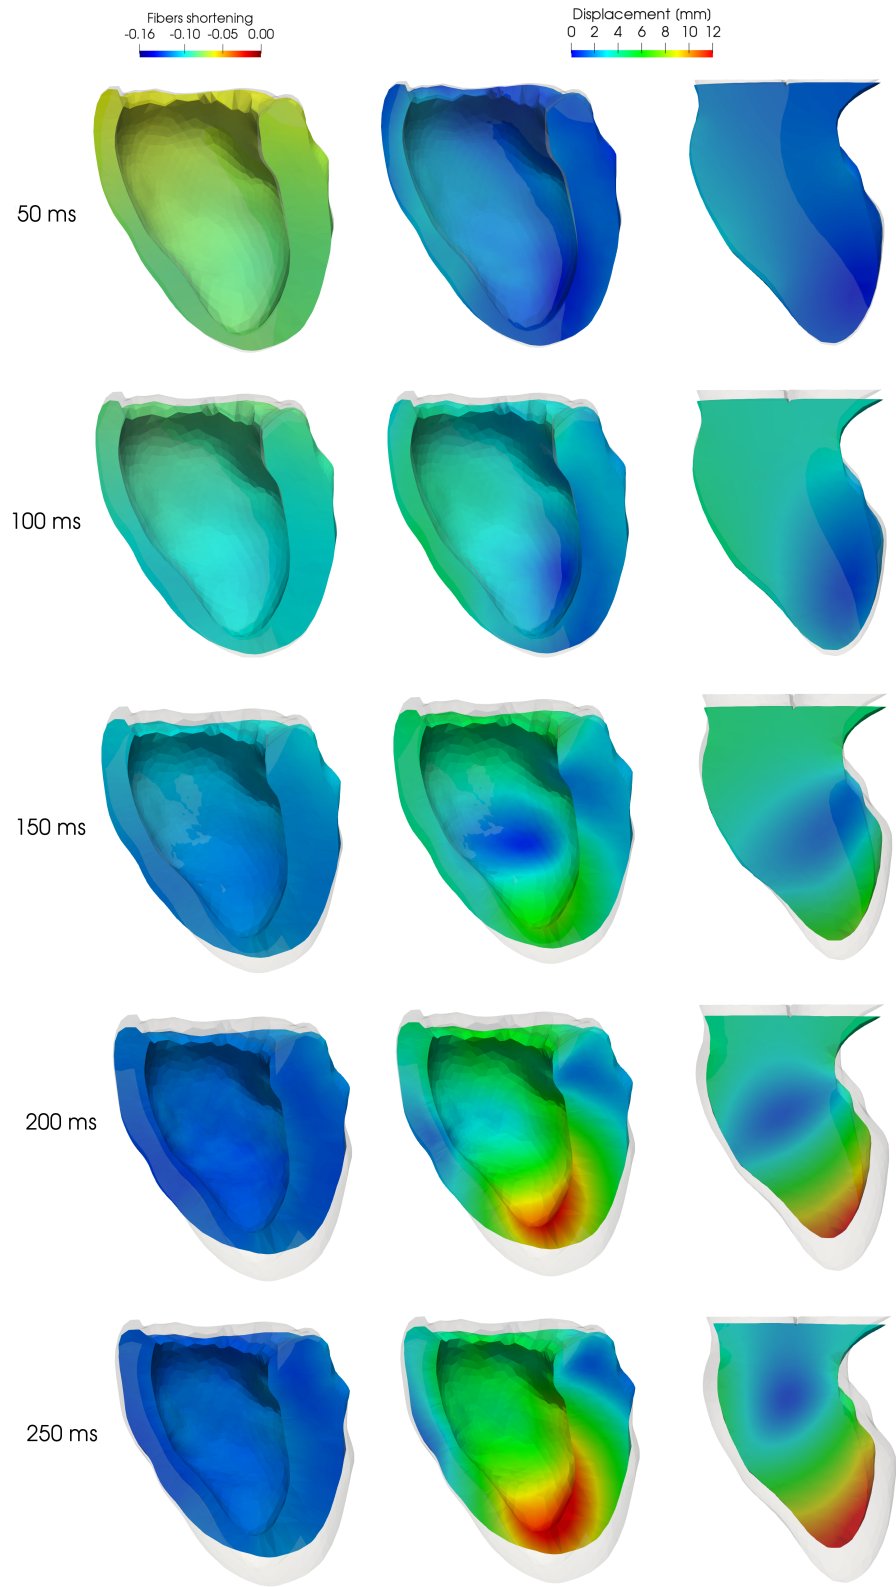 Fibers shortening
-0.16 -0.10 -0.05 0.00
Displacement (mm)
0 2 4 6 8 10 12
50 ms
100 ms
150 ms
200 ms
250 ms